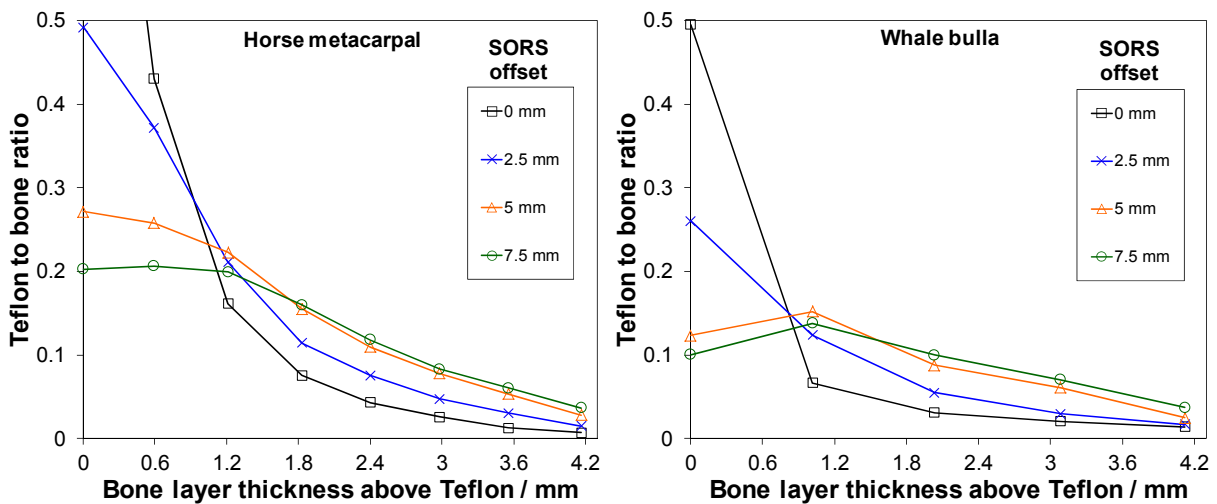 Horse metacarpal
SORS
offset
0 mm
2.5 mm
5 mm
7.5 mm
Teflon to bone ratio
0.5
0.4
0.3
0.2
0.1
0
0 0.6 1.2 1.8 2.4 3 3.6 4.2
Bone layer thickness above Teflon / mm
Whale bulla
SORS
offset
0 mm
2.5 mm
5 mm
7.5 mm
Teflon to bone ratio
0.5
0.4
0.3
0.2
0.1
0
0 0.6 1.2 1.8 2.4 3 3.6 4.2
Bone layer thickness above Teflon / mm